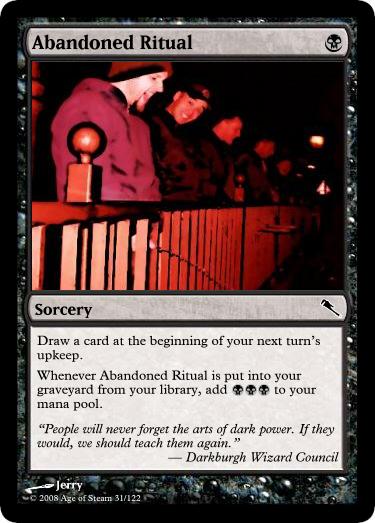 Abandoned Ritual
Sorcery
Draw a card at the beginning of your next turn's
upkeep.
Whenever Abandoned Ritual is put into your
graveyard from your library, add to your
mana pool.
"People will never forget the arts of dark power. If they
would, we should teach them again."
— Darkburgh Wizard Council
Jerry
© 2008 Age of Steam 31/122